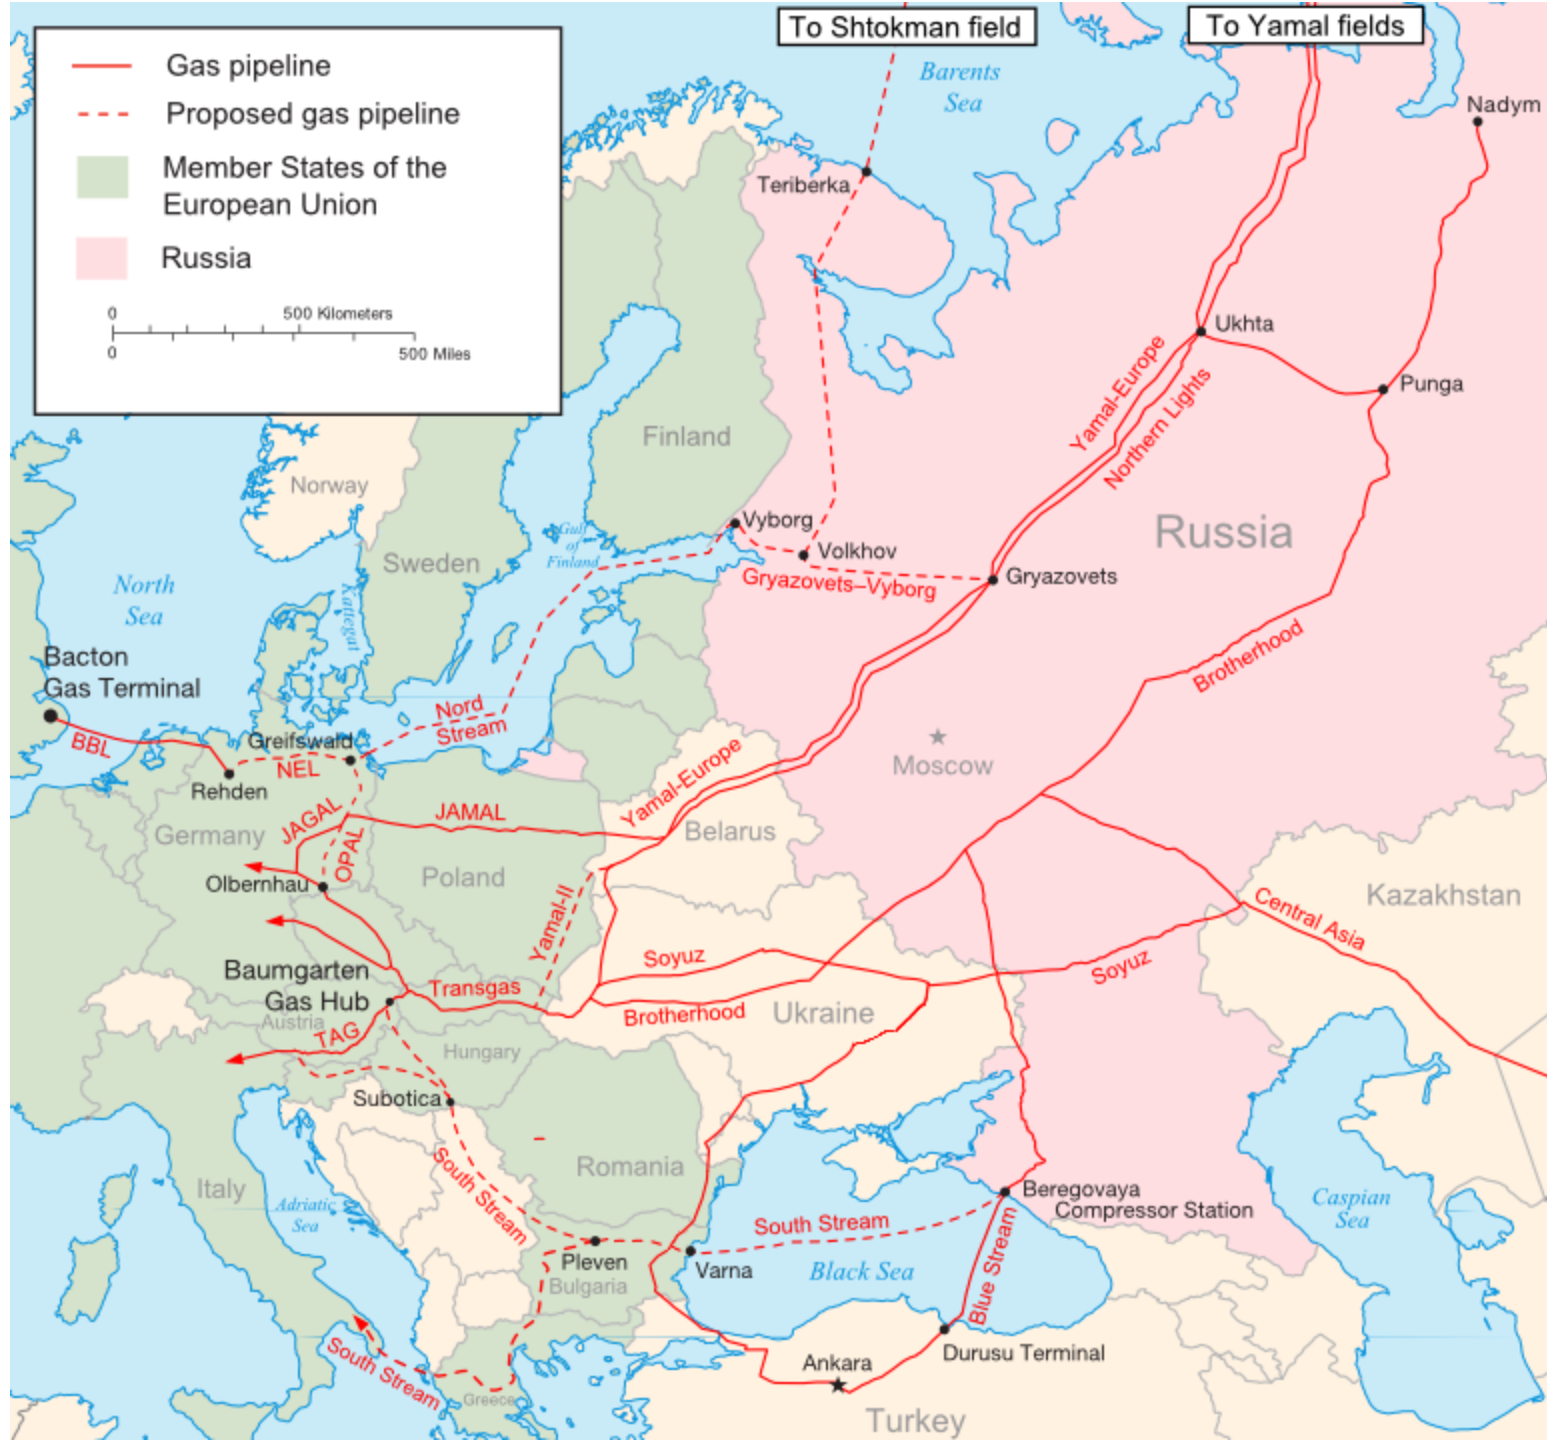 To Shtokman field
To Yamal fields
Gas pipeline
Proposed gas pipeline
Member States of the
European Union
Russia
0
500 Kilometers
0
500 Miles
Barents
Sea
Nadym
Teriberka
Ukhta
Punga
Yamal-Europe
Northern Lights
Finland
Norway
Sweden
Gulf
of
Finland
Vyborg
Volkhov
Gryazovets
Gryazovets–Vyborg
Russia
North
Sea
Kattegat
Bacton
Gas Terminal
BBL
Greifswald
NEL
Rehden
Nord
Stream
Brotherhood
Moscow
Yamal-Europe
JAGAL
JAMAL
Germany
OPAL
Belarus
Olbernhau
Poland
Yamal-II
Kazakhstan
Central Asia
Baumgarten
Gas Hub
Transgas
Soyuz
Soyuz
Brotherhood
Ukraine
Austria
TAG
Hungary
Subotica
South Stream
Romania
Italy
Adriatic
Sea
Beregovaya
Compressor Station
Caspian
Sea
South Stream
Pleven
Bulgaria
Varna
Black Sea
Blue Stream
South Stream
Greece
Ankara
Durusu Terminal
Turkey